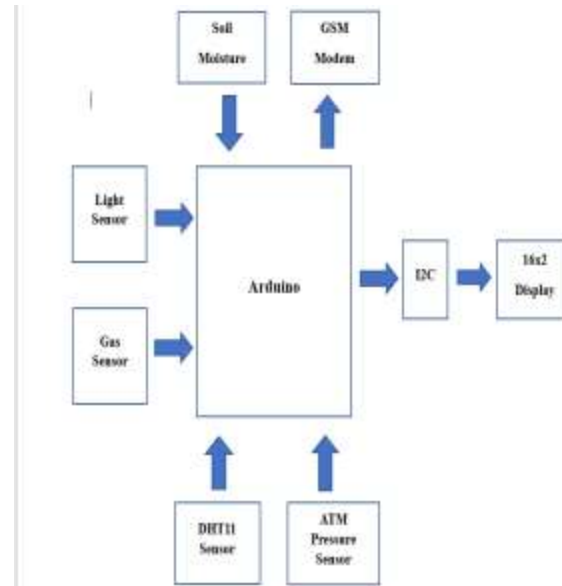 Soil
Moisture
GSM
Modem
Light
Sensor
Arduino
I2C
16x2
Display
Gas
Sensor
DHT11
Sensor
ATM
Pressure
Sensor